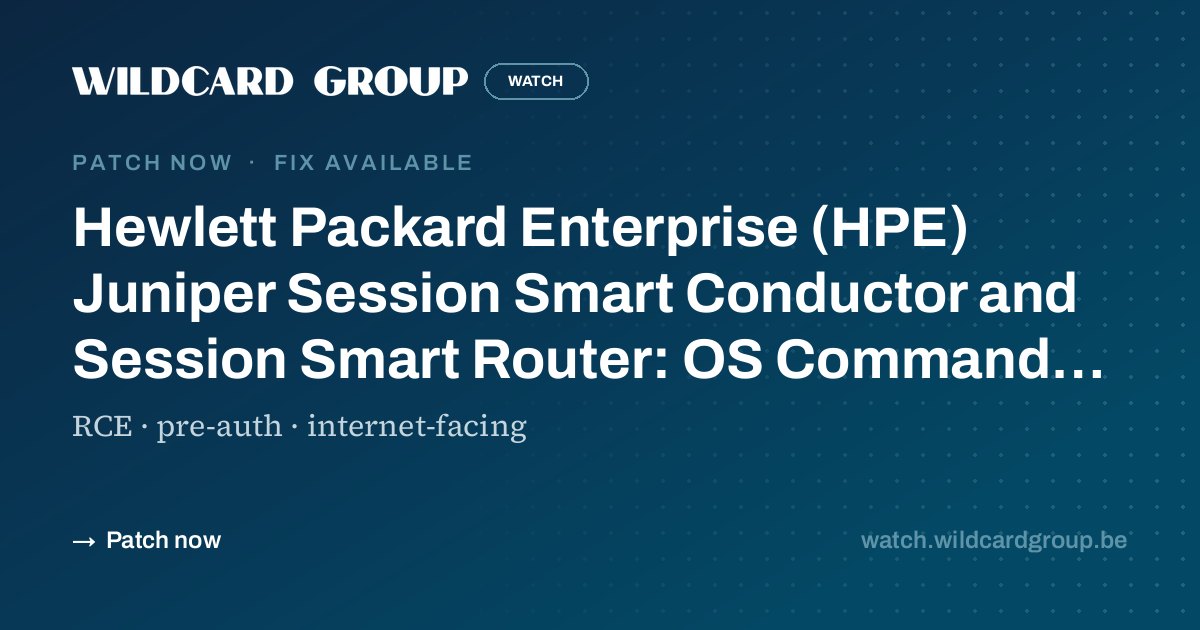 WILDCARD GROUP WATCH
PATCH NOW · FIX AVAILABLE
Hewlett Packard Enterprise (HPE)
Juniper Session Smart Conductor and
Session Smart Router: OS Command…
RCE · pre-auth · internet-facing
→ Patch now
watch.wildcardgroup.be